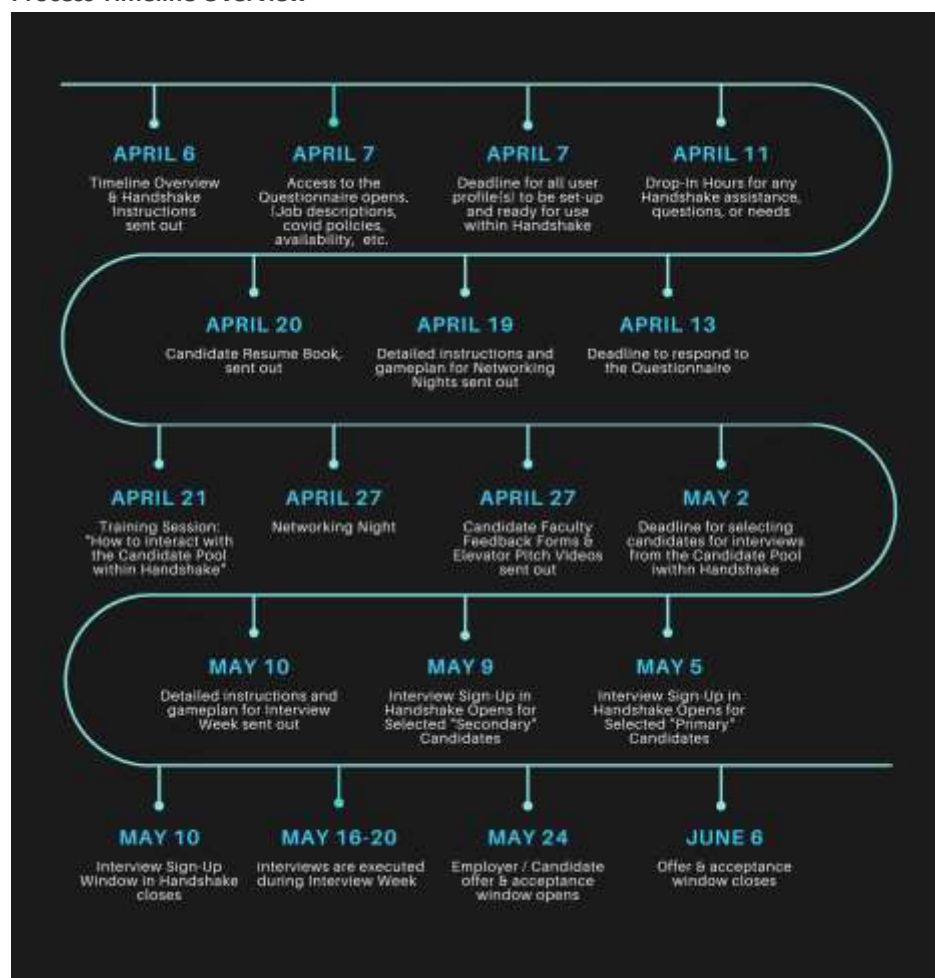 Process Timeline Overview
APRIL 6
Timeline Overview
& Handshake
Instructions
sent out
APRIL 7
Access to the
Questionnaire opens.
(Job descriptions,
covid policies,
availability, etc.
APRIL 7
Deadline for all user
profile(s) to be set-up
and ready for use
within Handshake
APRIL 11
Drop-In Hours for any
Handshake assistance,
questions, or needs
APRIL 20
Candidate Resume Book,
sent out
APRIL 19
Detailed instructions and
gameplan for Networking
Nights sent out
APRIL 13
Deadline to respond to
the Questionnaire
APRIL 21
Training Session:
"How to interact with
the Candidate Pool
within Handshake"
APRIL 27
Networking Night
APRIL 27
Candidate Faculty
Feedback Forms &
Elevator Pitch Videos
sent out
MAY 2
Deadline for selecting
candidates for interviews
from the Candidate Pool
(within Handshake
MAY 10
Detailed instructions and
gameplan for Interview
Week sent out
MAY 9
Interview Sign-Up in
Handshake Opens for
Selected "Secondary"
Candidates
MAY 5
Interview Sign-Up in
Handshake Opens for
Selected "Primary"
Candidates
MAY 10
Interview Sign-Up
Window in Handshake
closes
MAY 16-20
Interviews are executed
during Interview Week
MAY 24
Employer / Candidate
offer & acceptance
window opens
JUNE 6
Offer & acceptance
window closes